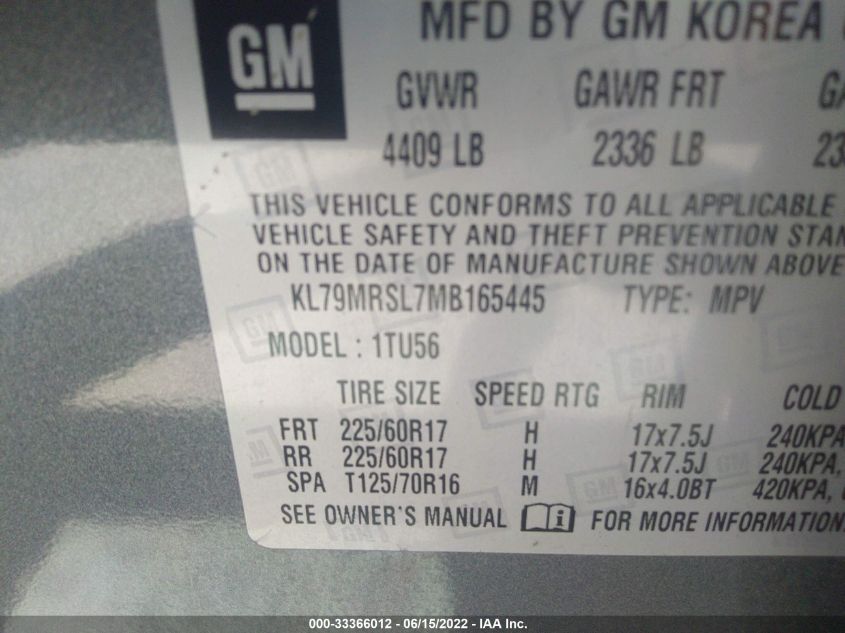 GM
MFD BY GM KOREA
GVWR GAWR FRT
4409 LB 2336 LB
THIS VEHICLE CONFORMS TO ALL APPLICABLE
VEHICLE SAFETY AND THEFT PREVENTION
ON THE DATE OF MANUFACTURE SHOWN ABOVE
KL79MRSL7MB165445 TYPE: MPV
MODEL : 1TU56
TIRE SIZE SPEED RTG RIM COLD
FRT 225/60R17 H 17x7.5J 240KPA
RR 225/60R17 H 17x7.5J 240KPA,
SPA T125/70R16 M 16x4.0BT 420KPA,
SEE OWNER'S MANUAL FOR MORE INFORMATION
000-33366012 - 06/15/2022 - IAA Inc.